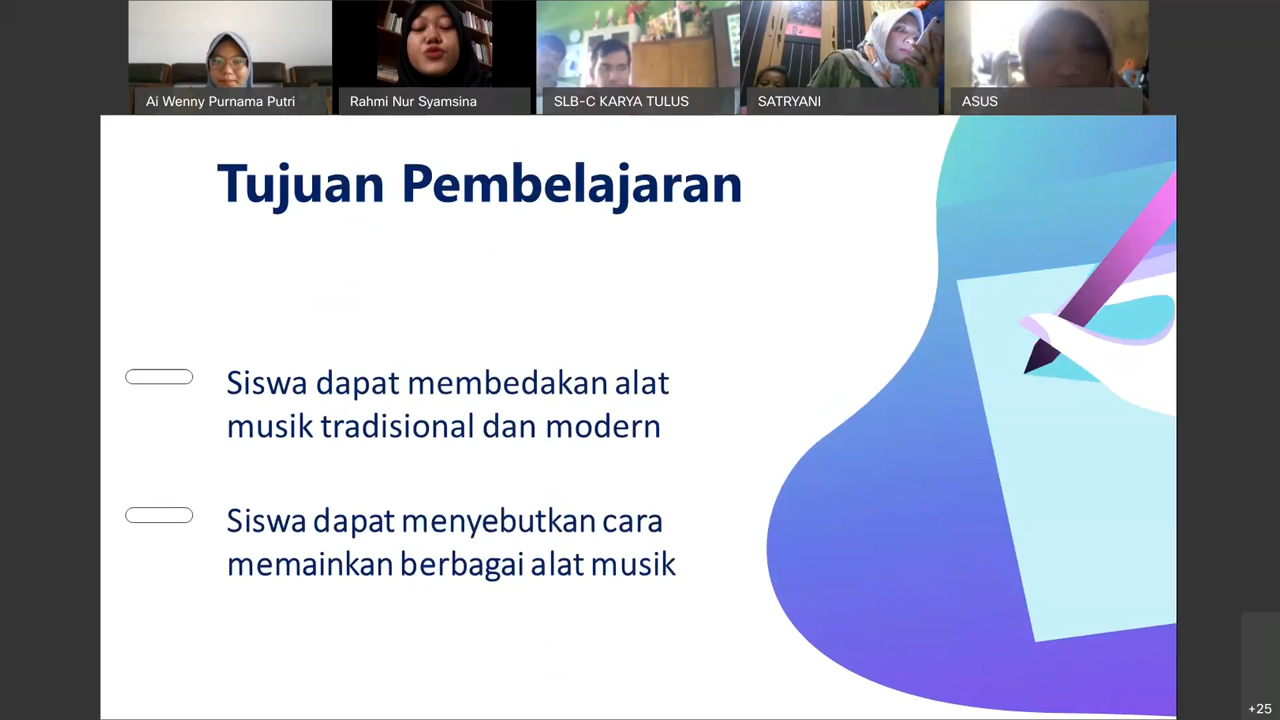 Ai Wenny Purnama Putri
Rahmi Nur Syamsina
SLB-C KARYA TULUS
SATRYANI
ASUS
Tujuan Pembelajaran
Siswa dapat membedakan alat
musik tradisional dan modern
Siswa dapat menyebutkan cara
memainkan berbagai alat musik
+25